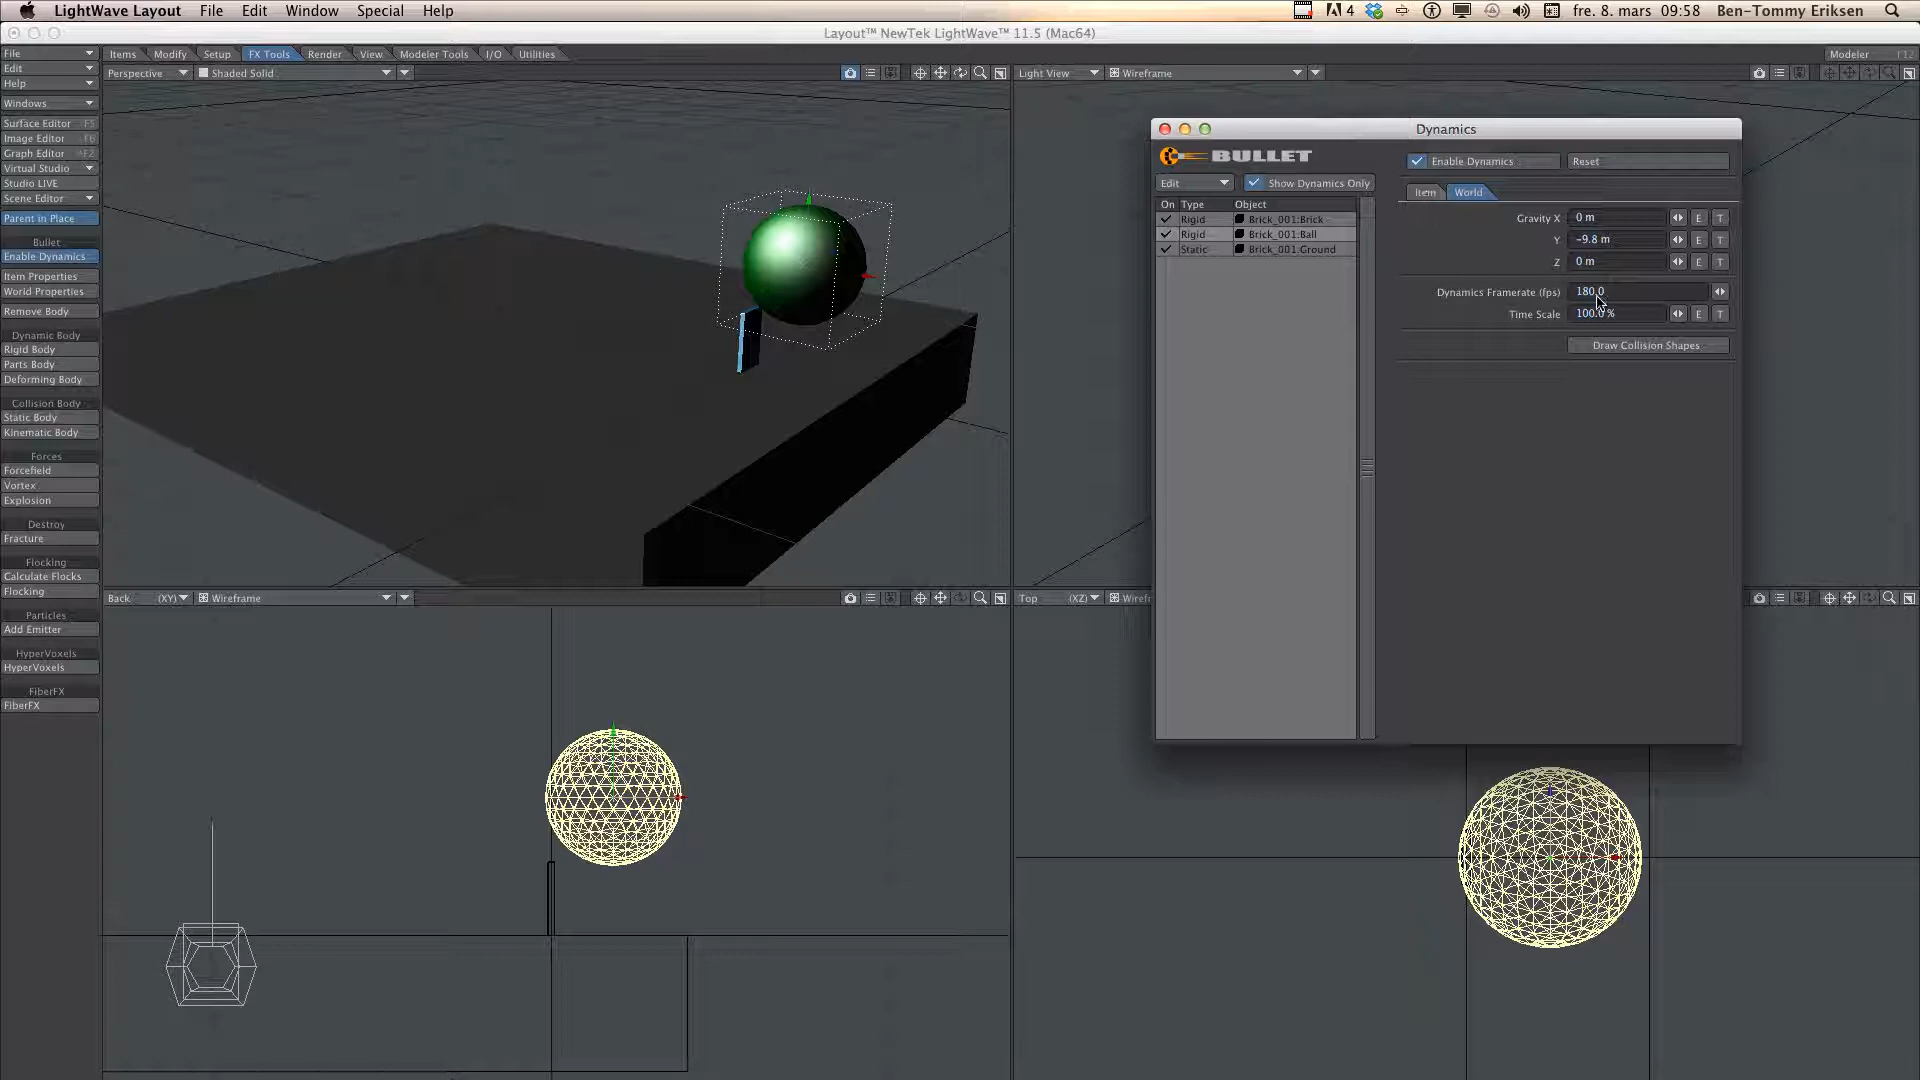 LightWave Layout File Edit Window Special Help 4 fre. 8. mars 09:58 Ben-Tommy Eriksen
Layout™ NewTek LightWave™ 11.5 (Mac64)
File Items Modify Setup FX Tools Render View Modeler Tools I/O Utilities Modeler F12
Edit
Perspective Shaded Solid Light View Wireframe
Help
Windows
Surface Editor F5
Image Editor F6
Graph Editor ^F2
Virtual Studio
Studio LIVE
Scene Editor
Parent in Place
Bullet
Enable Dynamics
Item Properties
World Properties
Remove Body
Dynamic Body
Rigid Body
Parts Body
Deforming Body
Collision Body
Static Body
Kinematic Body
Forces
Forcefield
Vortex
Explosion
Destroy
Fracture
Flocking
Calculate Flocks
Flocking
Particles
Add Emitter
HyperVoxels
HyperVoxels
FiberFX
FiberFX
Dynamics
BULLET
Enable Dynamics Reset
Edit Show Dynamics Only
Item World
On Type Object
Rigid Brick_001:Brick
Rigid Brick_001:Ball
Static Brick_001:Ground
Gravity X 0 m E T
Y -9.8 m E T
Z 0 m E T
Dynamics Framerate (fps) 180.0
Time Scale 100.0 % E T
Draw Collision Shapes
Back (XY) Wireframe
Top (XZ) Wirefr